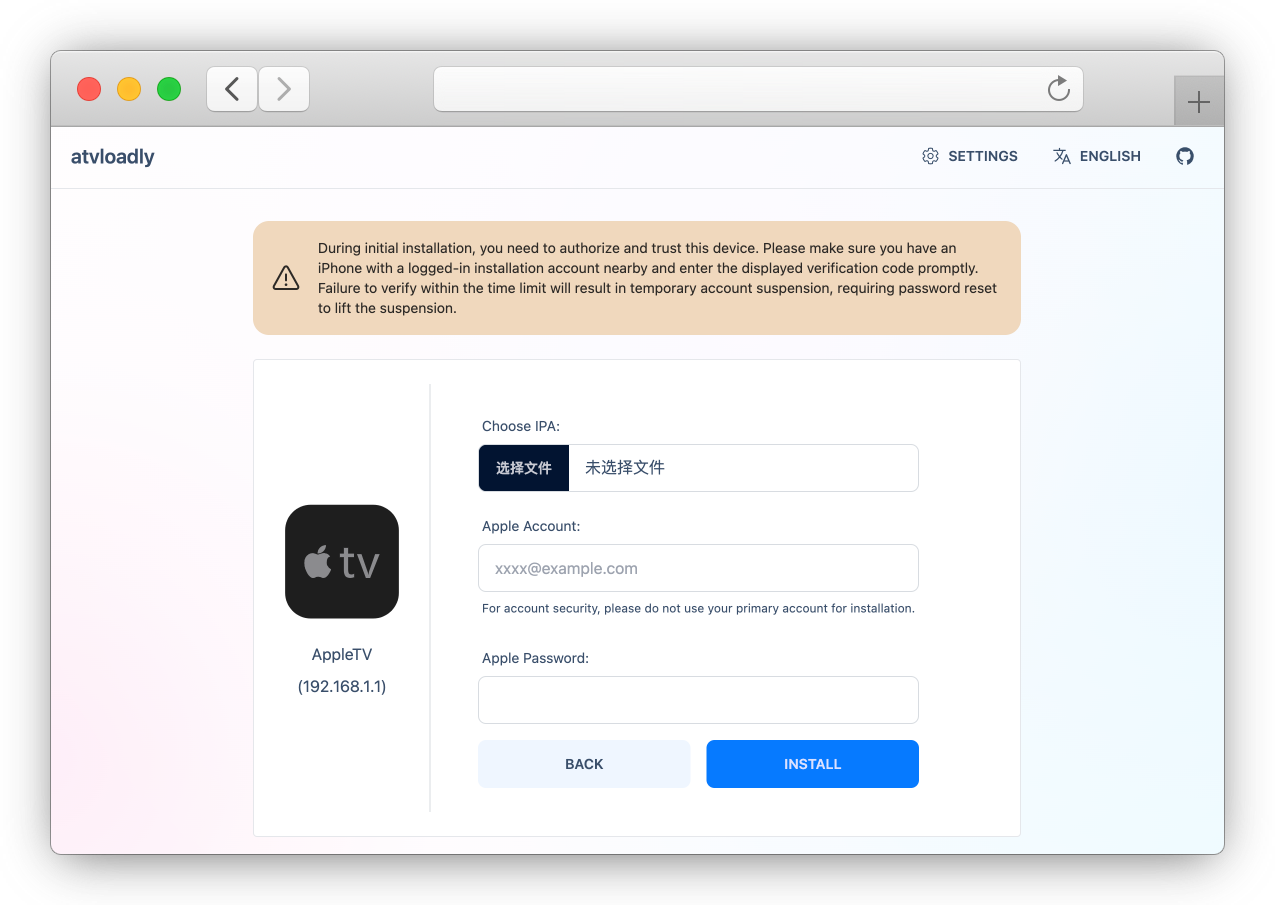 atvloadly
SETTINGS
ENGLISH
During initial installation, you need to authorize and trust this device. Please make sure you have an
iPhone with a logged-in installation account nearby and enter the displayed verification code promptly.
Failure to verify within the time limit will result in temporary account suspension, requiring password reset
to lift the suspension.
tv
AppleTV
(192.168.1.1)
Choose IPA:
选择文件 未选择文件
Apple Account:
xxxx@example.com
For account security, please do not use your primary account for installation.
Apple Password:
BACK
INSTALL